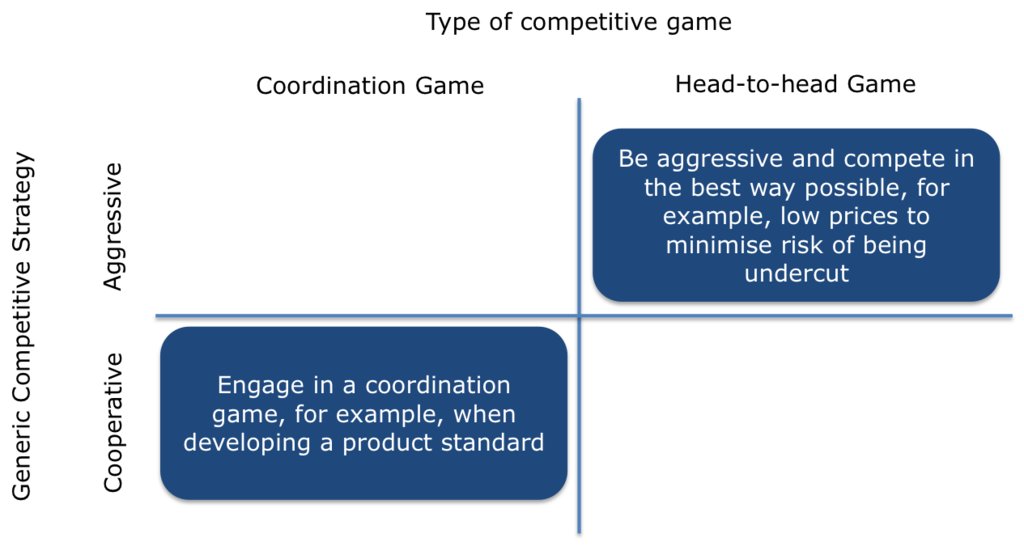 Type of competitive game
Coordination Game
Head-to-head Game
Generic Competitive Strategy
Aggressive
Be aggressive and compete in
the best way possible, for
example, low prices to
minimise risk of being
undercut
Cooperative
Engage in a coordination
game, for example, when
developing a product standard